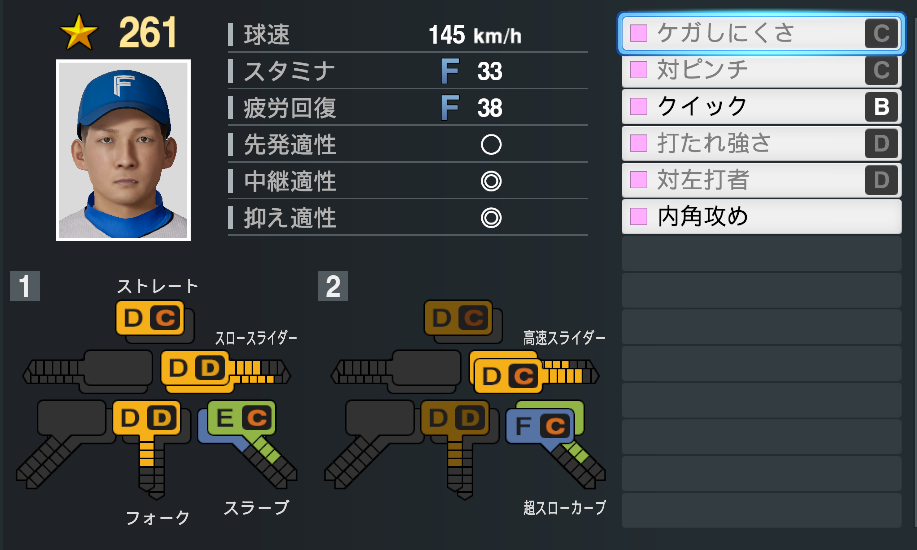 261
球速 145 km/h
スタミナ F 33
疲労回復 F 38
先発適性 ○
中継適性 ◎
抑え適性 ◎
ケガしにくさ C
対ピンチ C
クイック B
打たれ強さ D
対左打者 D
内角攻め
F
1
ストレート
D C
スロースライダー
D D
D D
E C
フォーク
スラーブ
2
D C
高速スライダー
D C
D D
F C
超スローカーブ